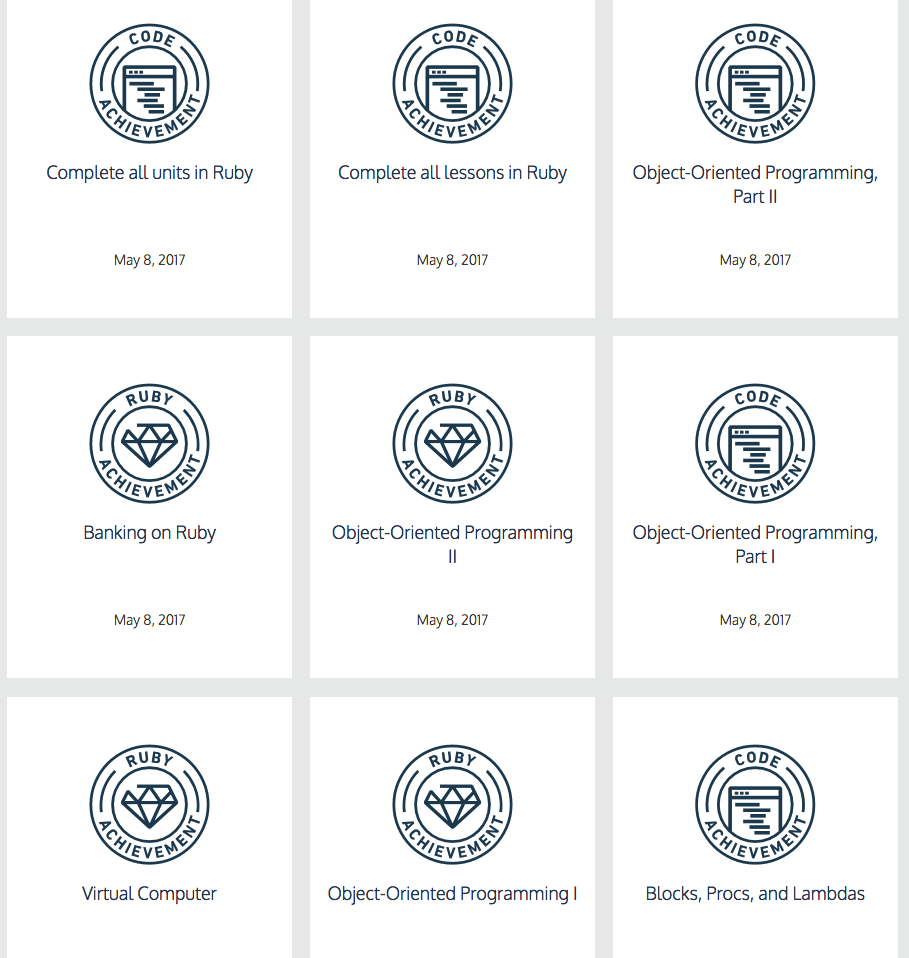 CODE
ACHIEVEMENT
Complete all units in Ruby
May 8, 2017
CODE
ACHIEVEMENT
Complete all lessons in Ruby
May 8, 2017
CODE
ACHIEVEMENT
Object-Oriented Programming,
Part II
May 8, 2017
RUBY
ACHIEVEMENT
Banking on Ruby
May 8, 2017
RUBY
ACHIEVEMENT
Object-Oriented Programming
II
May 8, 2017
CODE
ACHIEVEMENT
Object-Oriented Programming,
Part I
May 8, 2017
RUBY
ACHIEVEMENT
Virtual Computer
RUBY
ACHIEVEMENT
Object-Oriented Programming I
CODE
ACHIEVEMENT
Blocks, Procs, and Lambdas